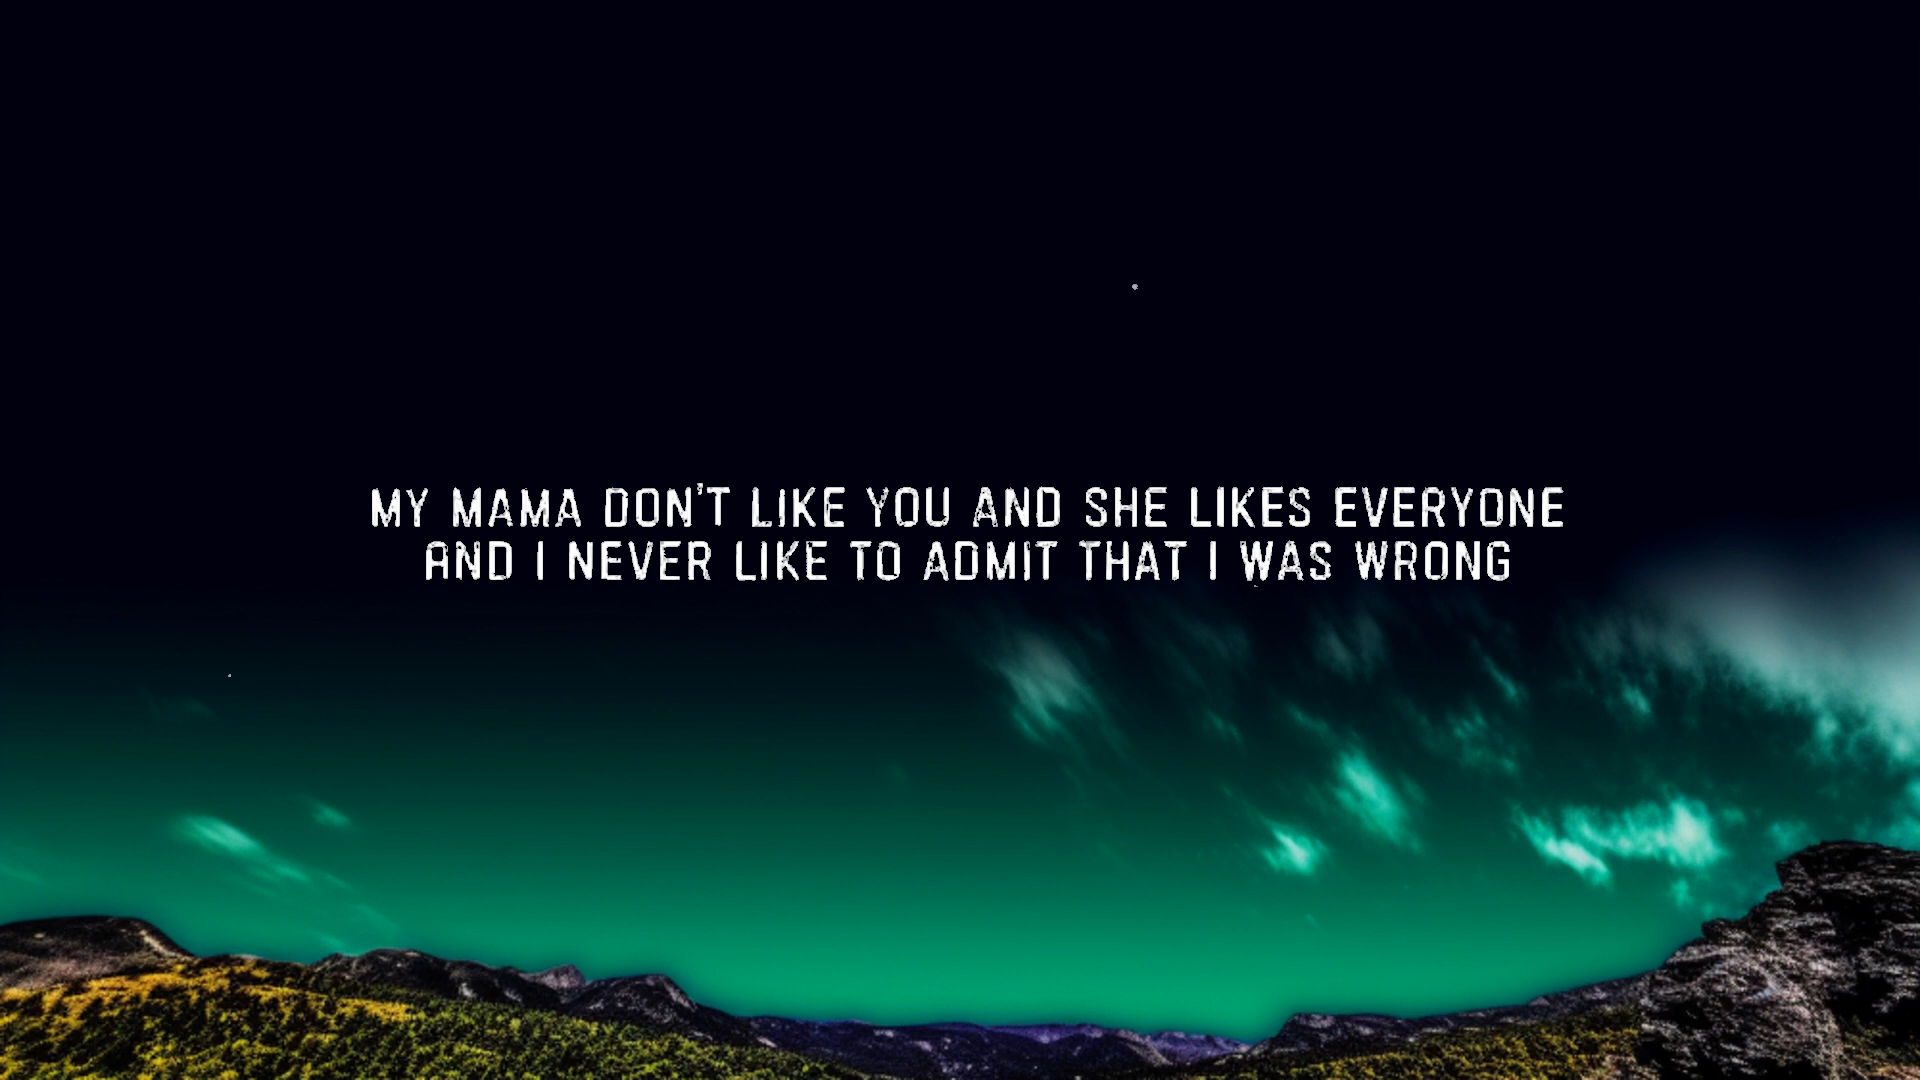 MY MAMA DON'T LIKE YOU AND SHE LIKES EVERYONE
AND I NEVER LIKE TO ADMIT THAT I WAS WRONG